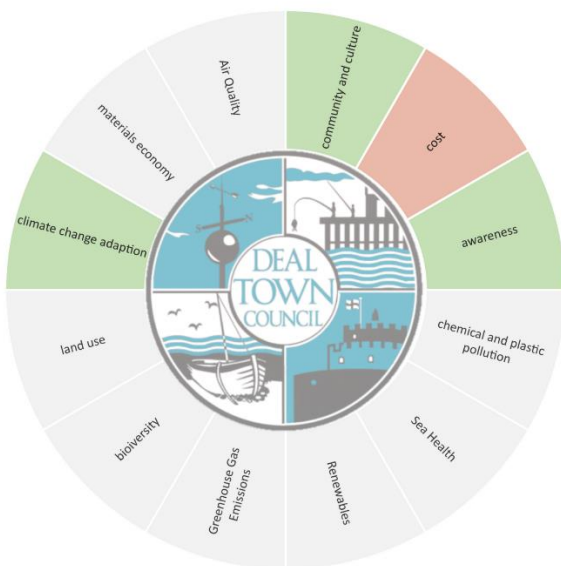 community and culture
cost
awareness
chemical and plastic
pollution
Sea Health
Renewables
Greenhouse Gas
Emissions
bioiversity
land use
climate change adaption
materials economy
Air Quality
N
S
DEAL
TOWN
COUNCIL